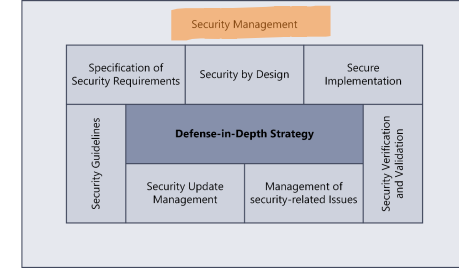 Security Management
Specification of
Security Requirements
Security by Design
Secure
Implementation
Security Guidelines
Defense-in-Depth Strategy
Security Verification
and Validation
Security Update
Management
Management of
security-related Issues